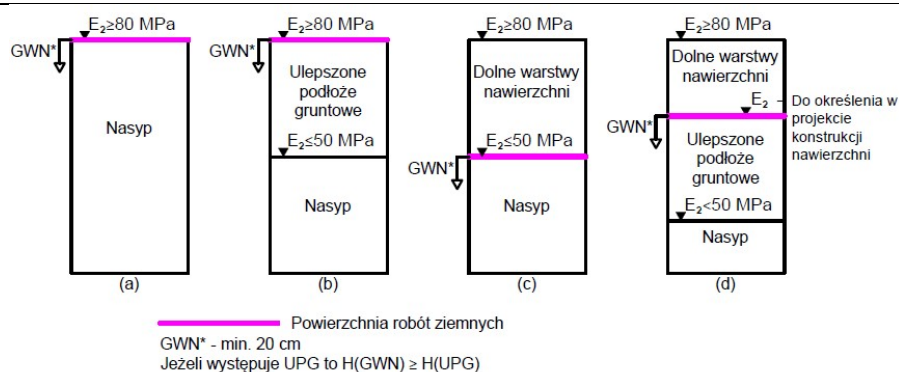 E₂≥80 MPa
GWN*
Nasyp
(a)
E₂≥80 MPa
GWN*
Ulepszone
podłoże
gruntowe
E₂≤50 MPa
Nasyp
(b)
E₂≥80 MPa
Dolne warstwy
nawierzchni
E₂≤50 MPa
GWN*
Nasyp
(c)
E₂≥80 MPa
Dolne warstwy
nawierzchni
E₂ – Do określenia w
projekcie
konstrukcji
nawierzchni
GWN*
Ulepszone
podłoże
gruntowe
E₂<50 MPa
Nasyp
(d)
Powierzchnia robót ziemnych
GWN* - min. 20 cm
Jeżeli występuje UPG to H(GWN) ≥ H(UPG)